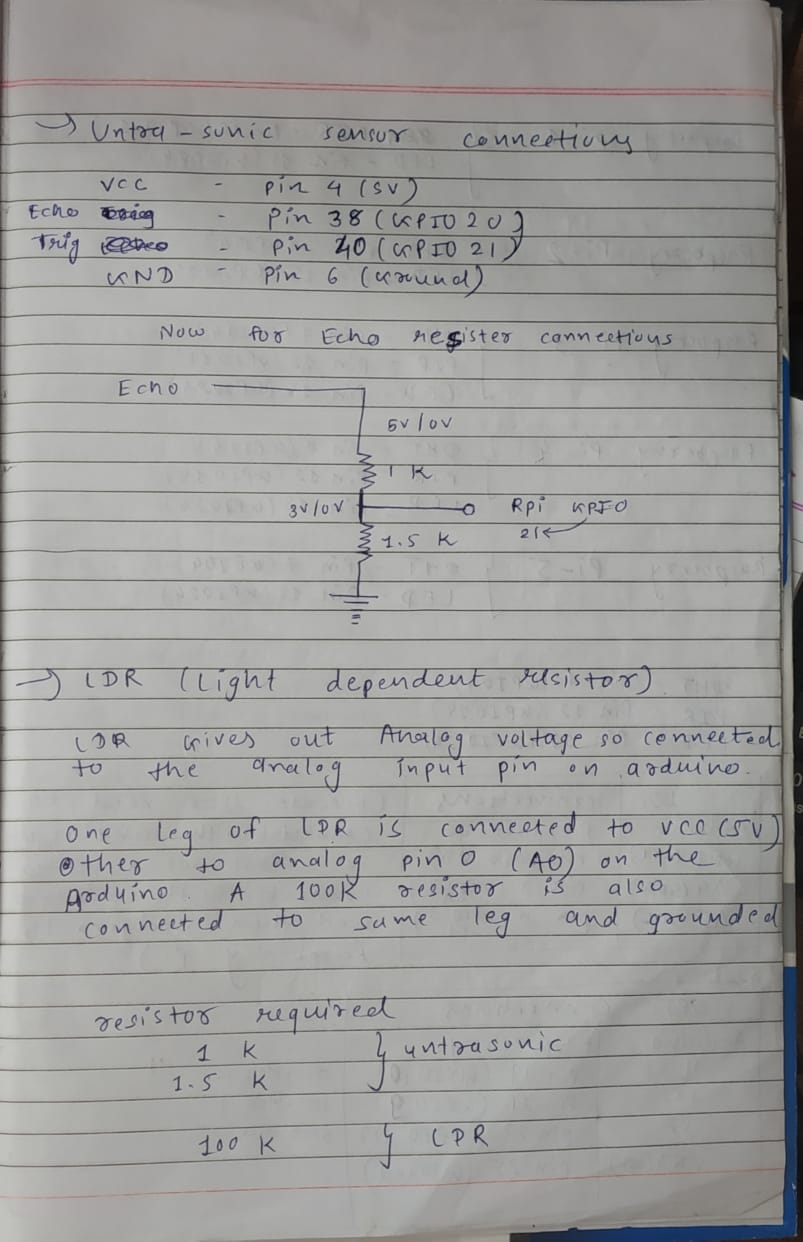 → Untra - sunic sensor connections
VCC - Pin 4 (5V)
Echo - Pin 38 (GPIO 20)
Trig - Pin 40 (GPIO 21)
GND - Pin 6 (Ground)
Now for Echo resister connections
Echo
5V/0V
1 K
3V/0V RPi GPIO
21←
1.5 K
→ LDR (Light dependent resistor)
LDR Gives out Analog voltage so connected
to the analog input pin on arduino.
One leg of LDR is connected to VCC (5V)
Other to analog pin 0 (A0) on the
Arduino. A 100K resistor is also
connected to same leg and grounded
resistor required
1 K } untrasonic
1.5 K
100 K } LDR